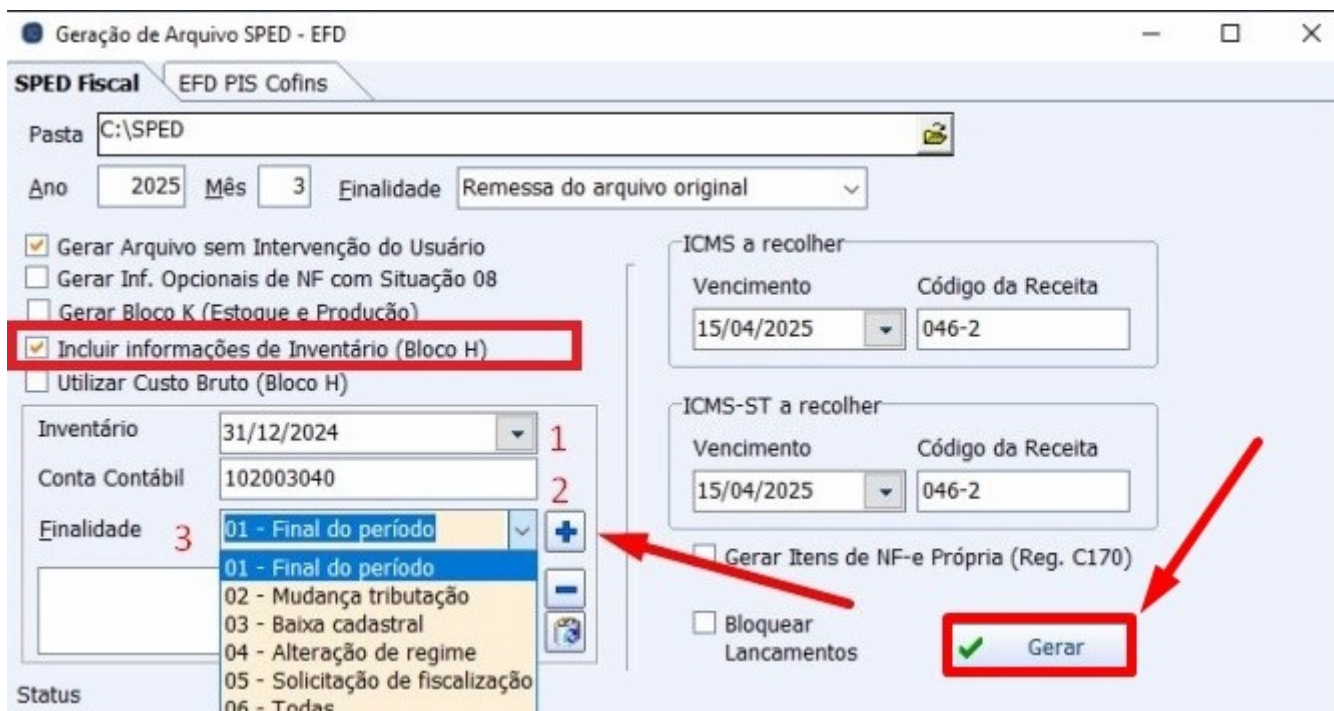 Geração de Arquivo SPED - EFD
SPED Fiscal
EFD PIS Cofins
Pasta C:\SPED
Ano 2025 Mês 3 Finalidade Remessa do arquivo original
Gerar Arquivo sem Intervenção do Usuário
Gerar Inf. Opcionais de NF com Situação 08
Gerar Bloco K (Estoque e Produção)
Incluir informações de Inventário (Bloco H)
Utilizar Custo Bruto (Bloco H)
Inventário 31/12/2024 1
Conta Contábil 102003040 2
Finalidade 3 01 - Final do período
01 - Final do período
02 - Mudança tributação
03 - Baixa cadastral
04 - Alteração de regime
05 - Solicitação de fiscalização
06 - Todas
Status
ICMS a recolher
Vencimento Código da Receita
15/04/2025 046-2
ICMS-ST a recolher
Vencimento Código da Receita
15/04/2025 046-2
Gerar Itens de NF-e Própria (Reg. C170)
Bloquear
Lancamentos
Gerar